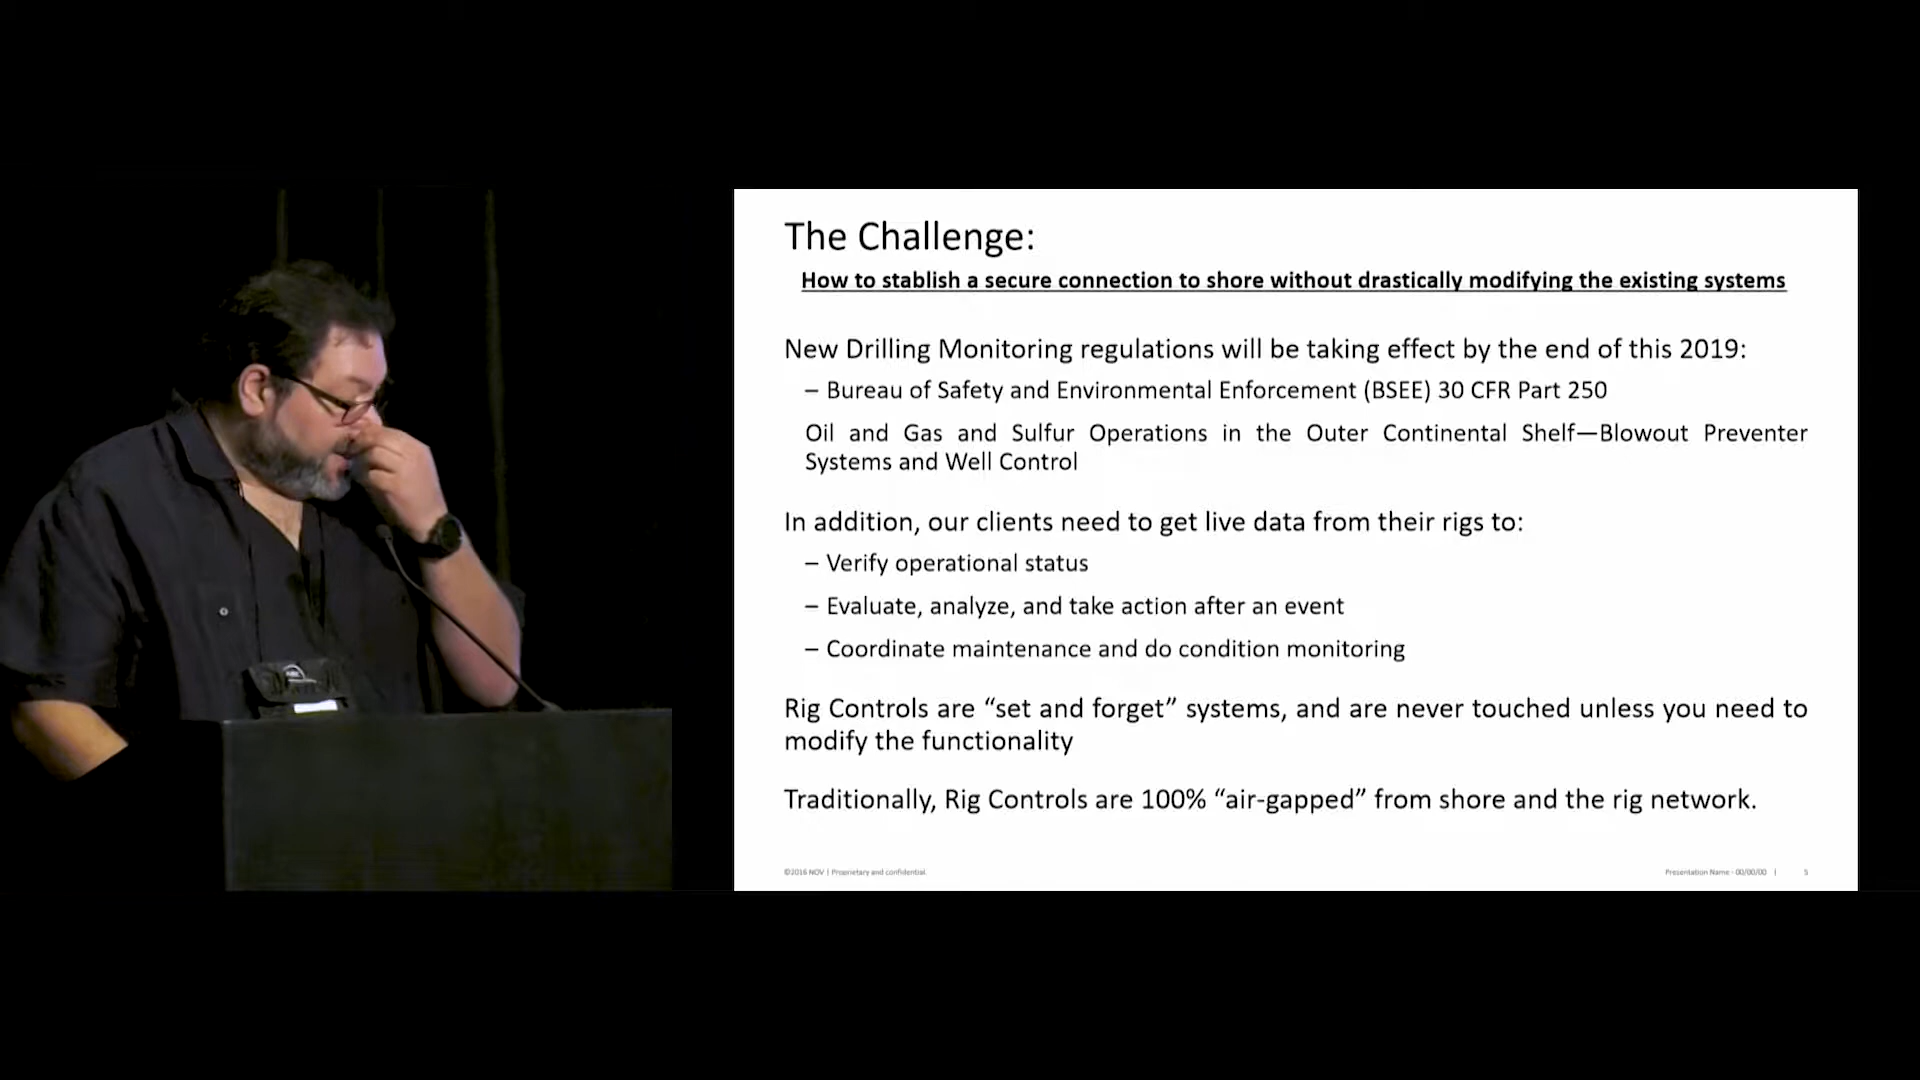 The Challenge:
How to stablish a secure connection to shore without drastically modifying the existing systems
New Drilling Monitoring regulations will be taking effect by the end of this 2019:
– Bureau of Safety and Environmental Enforcement (BSEE) 30 CFR Part 250
Oil and Gas and Sulfur Operations in the Outer Continental Shelf—Blowout Preventer
Systems and Well Control
In addition, our clients need to get live data from their rigs to:
– Verify operational status
– Evaluate, analyze, and take action after an event
– Coordinate maintenance and do condition monitoring
Rig Controls are “set and forget” systems, and are never touched unless you need to
modify the functionality
Traditionally, Rig Controls are 100% “air-gapped” from shore and the rig network.
©2016 NOV | Proprietary and confidential
Presentation Name - 00/00/00 | 5